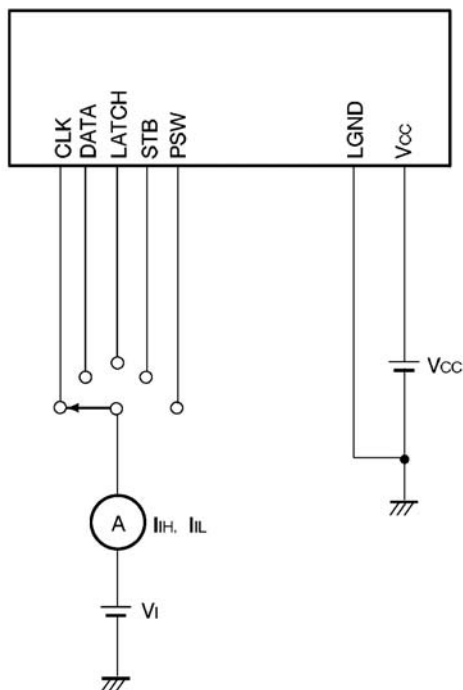 CLK
DATA
LATCH
STB
PSW
LGND
VCC
VCC
A IIH. IIL
VI